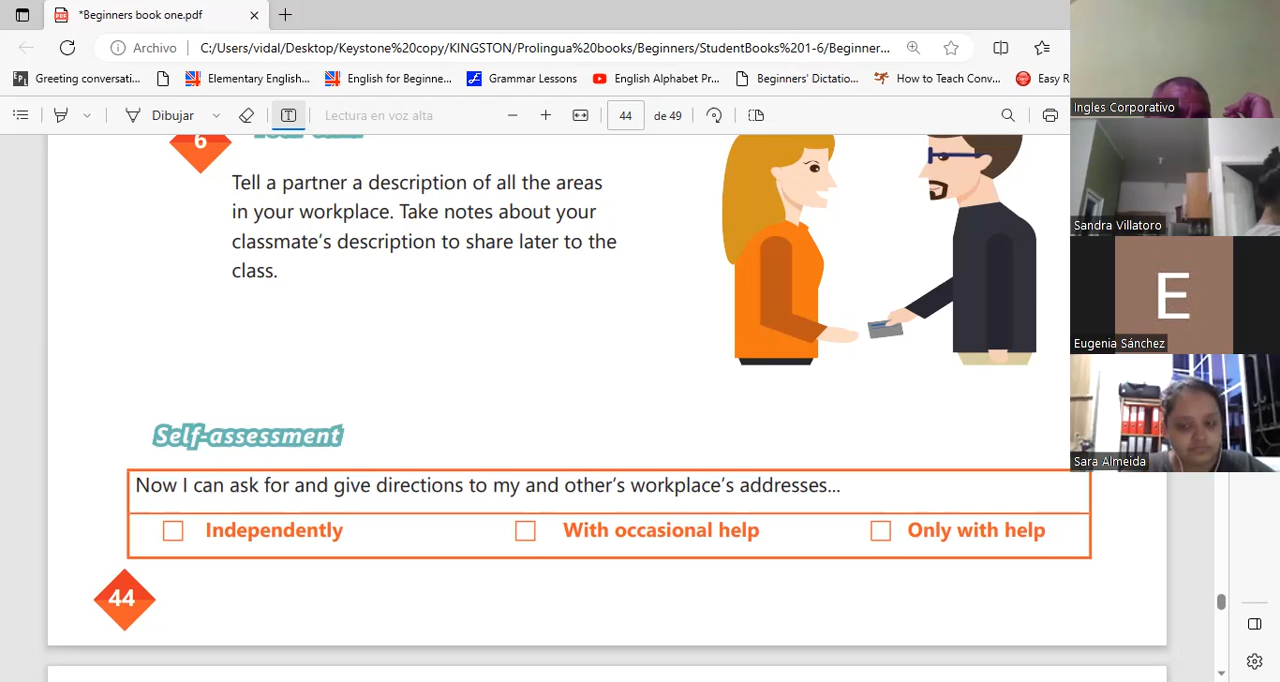 *Beginners book one.pdf
Archivo
C:/Users/vidal/Desktop/Keystone%20copy/KINGSTON/Prolingua%20books/Beginners/StudentBooks%201-6/Beginner...
Greeting conversati...
Elementary English...
English for Beginne...
Grammar Lessons
English Alphabet Pr...
Beginners' Dictatio...
How to Teach Conv...
Easy R
Dibujar
Lectura en voz alta
44
de 49
6
Tell a partner a description of all the areas
in your workplace. Take notes about your
classmate's description to share later to the
class.
Self-assessment
Now I can ask for and give directions to my and other's workplace's addresses...
Independently
With occasional help
Only with help
44
Ingles Corporativo
Sandra Villatoro
E
Eugenia Sánchez
Sara Almeida